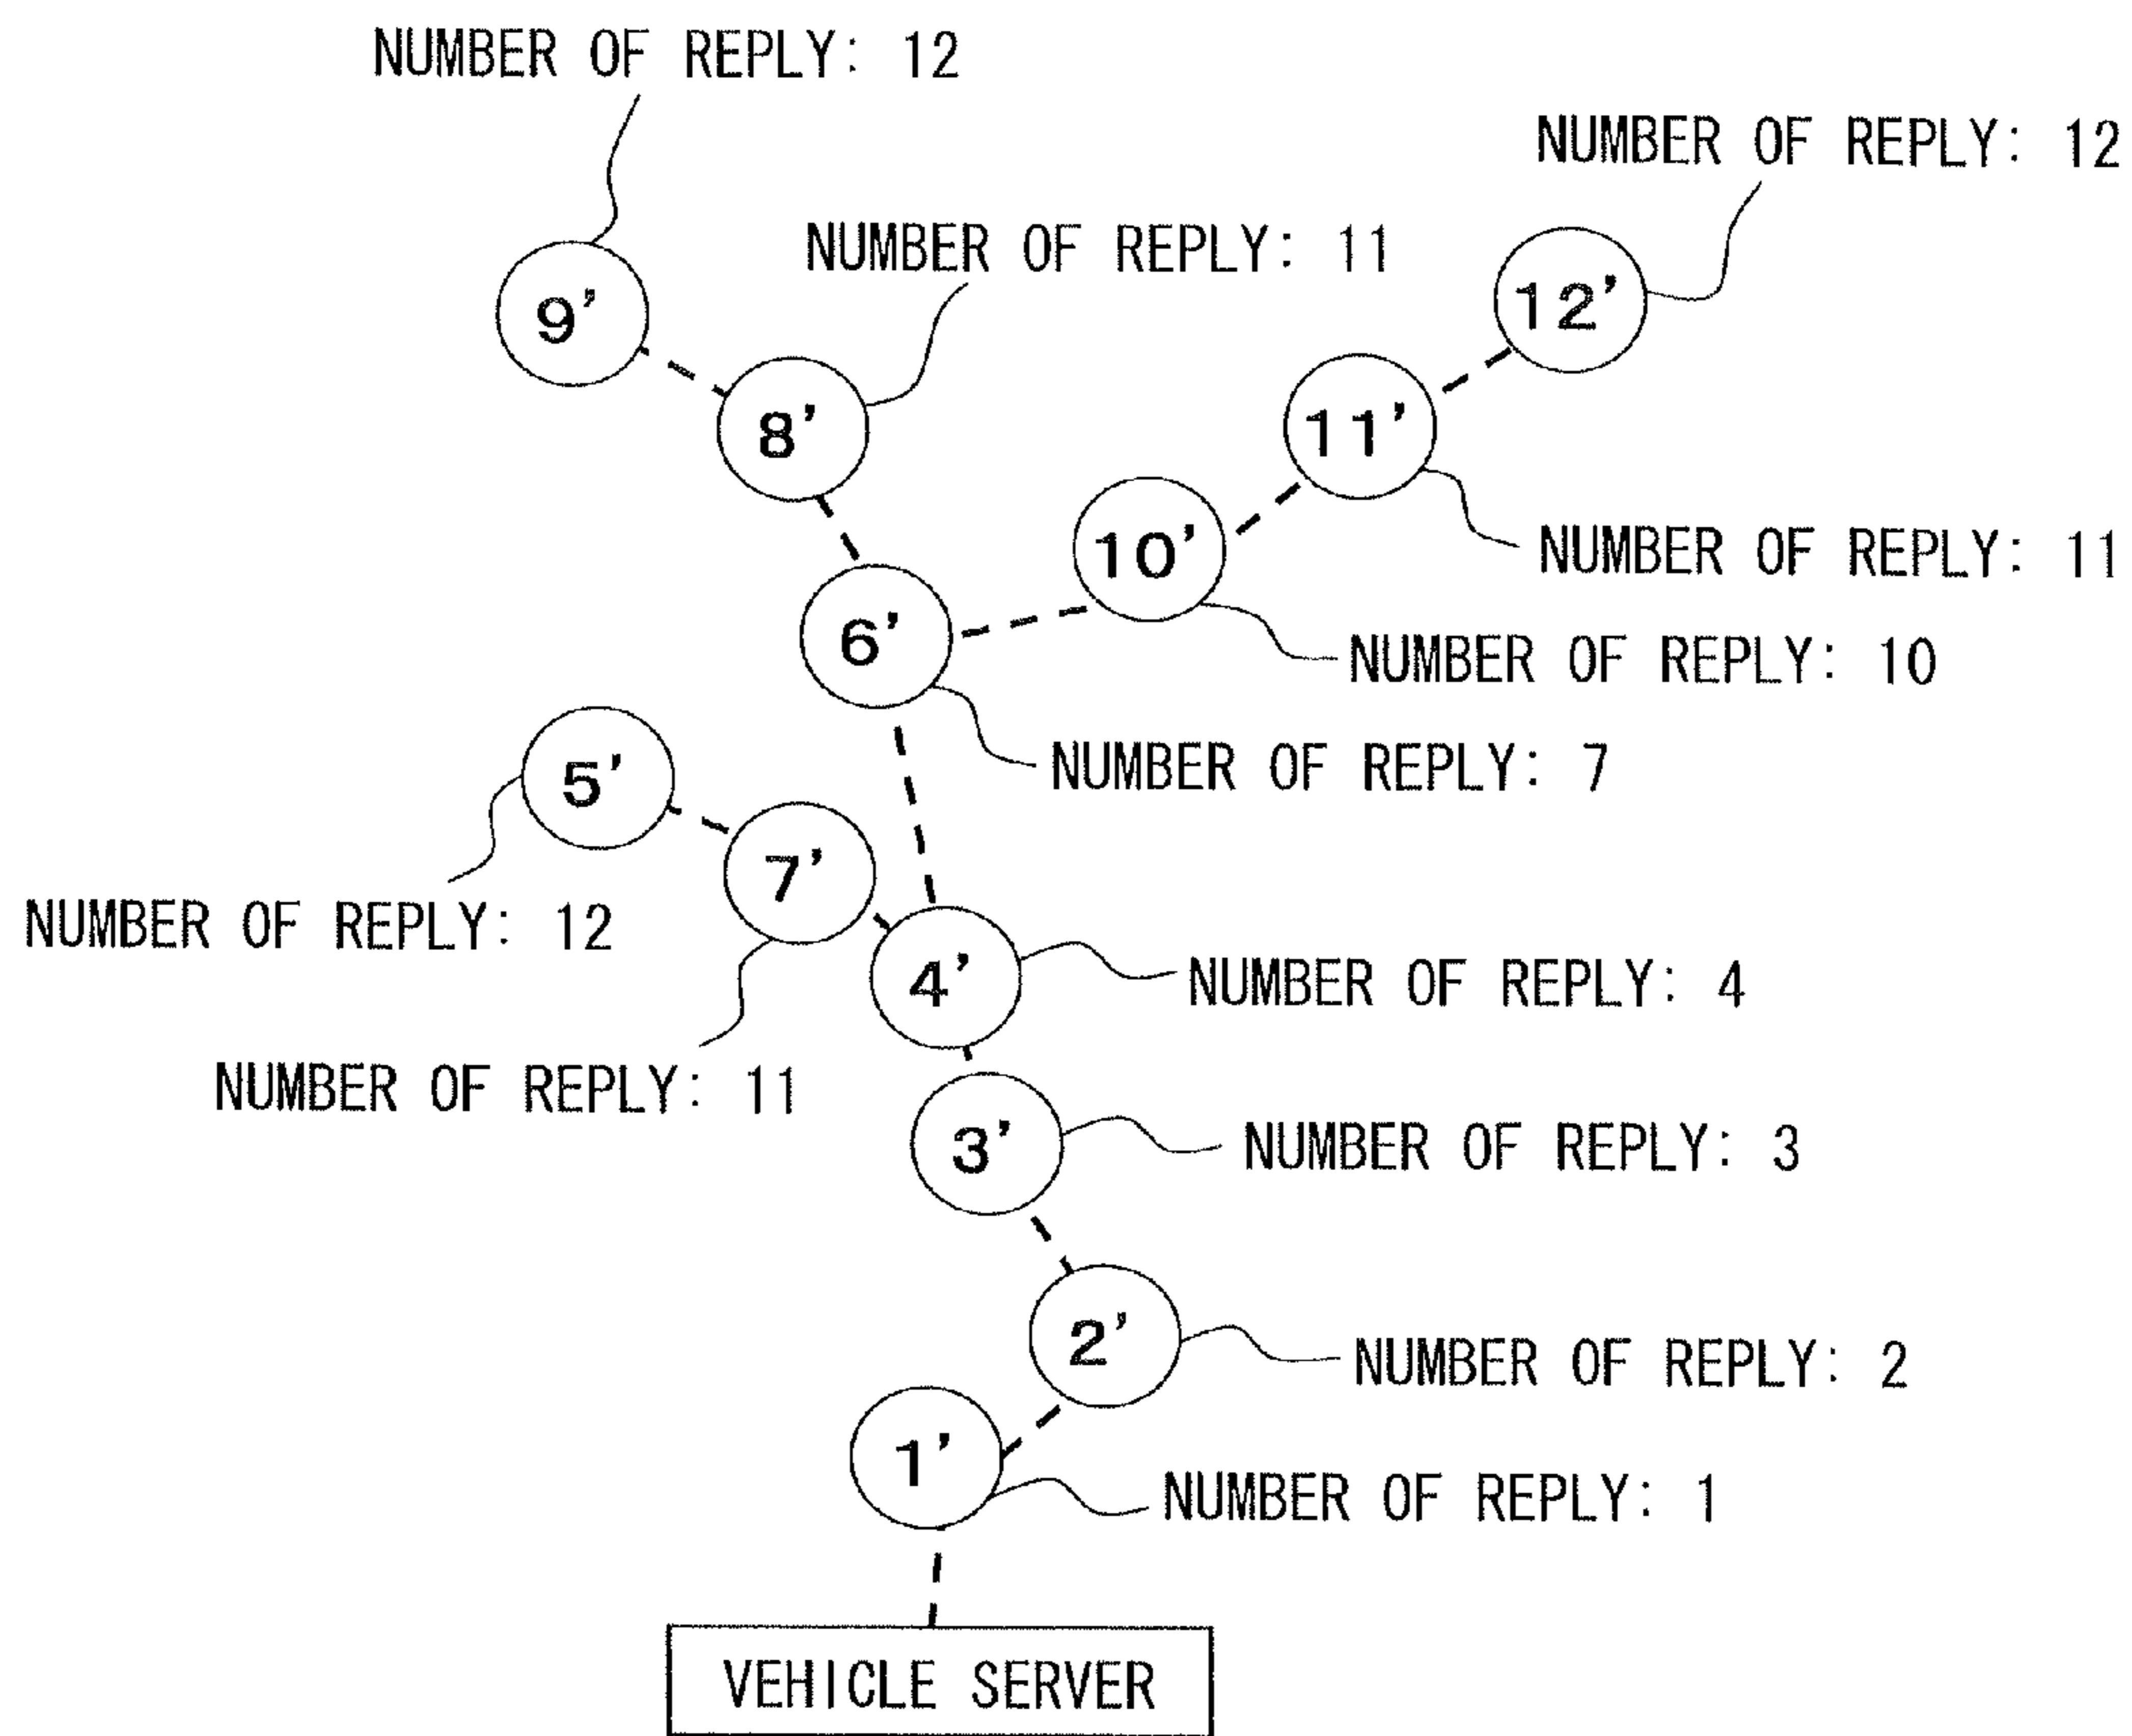 NUMBER OF REPLY: 12
NUMBER OF REPLY: 12
NUMBER OF REPLY: 11
9'
12'
8'
11'
10'
NUMBER OF REPLY: 11
6'
NUMBER OF REPLY: 10
5'
NUMBER OF REPLY: 7
7'
NUMBER OF REPLY: 12
4'
NUMBER OF REPLY: 4
NUMBER OF REPLY: 11
3'
NUMBER OF REPLY: 3
2'
NUMBER OF REPLY: 2
1'
NUMBER OF REPLY: 1
VEHICLE SERVER